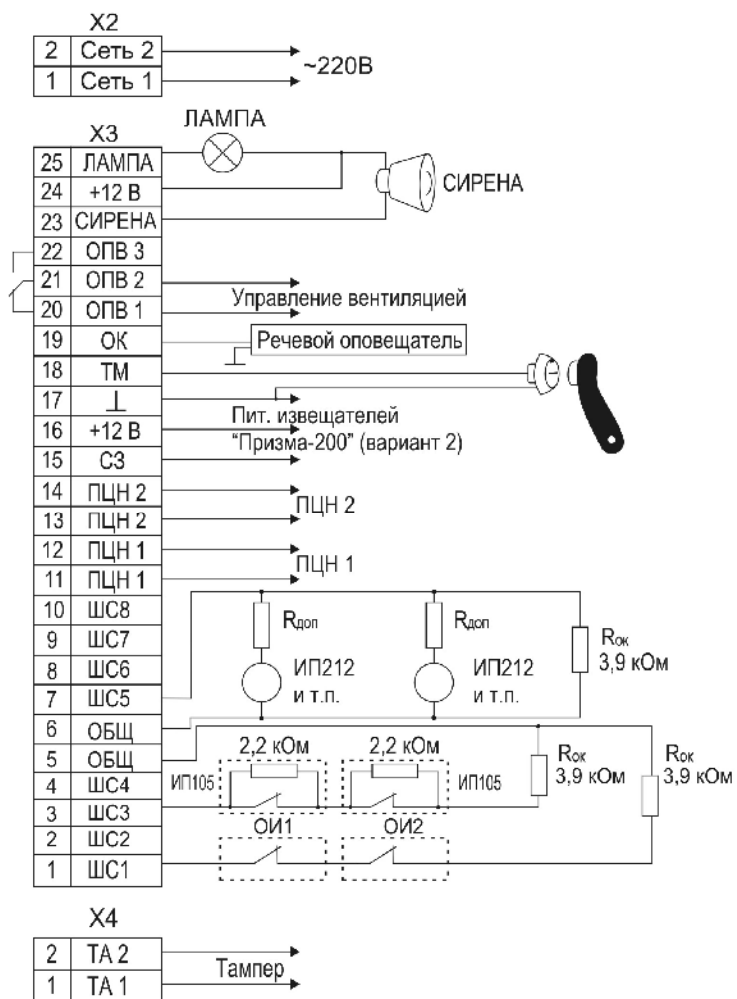 X2
2 Сеть 2
1 Сеть 1
~220В
ЛАМПА
X3
25 ЛАМПА
24 +12 В
23 СИРЕНА
СИРЕНА
22 ОПВ 3
21 ОПВ 2
20 ОПВ 1
Управление вентиляцией
19 ОК
Речевой оповещатель
18 ТМ
17 ⊥
16 +12 В
15 СЗ
Пит. извещателей
"Призма-200" (вариант 2)
14 ПЦН 2
13 ПЦН 2
ПЦН 2
12 ПЦН 1
11 ПЦН 1
ПЦН 1
10 ШС8
9 ШС7
8 ШС6
7 ШС5
Rдоп
Rдоп
ИП212
и т.п.
ИП212
и т.п.
Rок
3,9 кОм
6 ОБЩ
5 ОБЩ
4 ШС4
3 ШС3
2 ШС2
1 ШС1
2,2 кОм
2,2 кОм
ИП105
ИП105
Rок
3,9 кОм
Rок
3,9 кОм
ОИ1
ОИ2
X4
2 ТА 2
1 ТА 1
Тампер